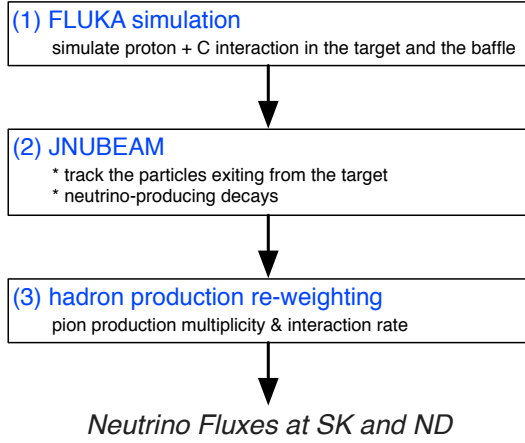 (1) FLUKA simulation
simulate proton + C interaction in the target and the baffle
(2) JNUBEAM
* track the particles exiting from the target
* neutrino-producing decays
(3) hadron production re-weighting
pion production multiplicity & interaction rate
Neutrino Fluxes at SK and ND